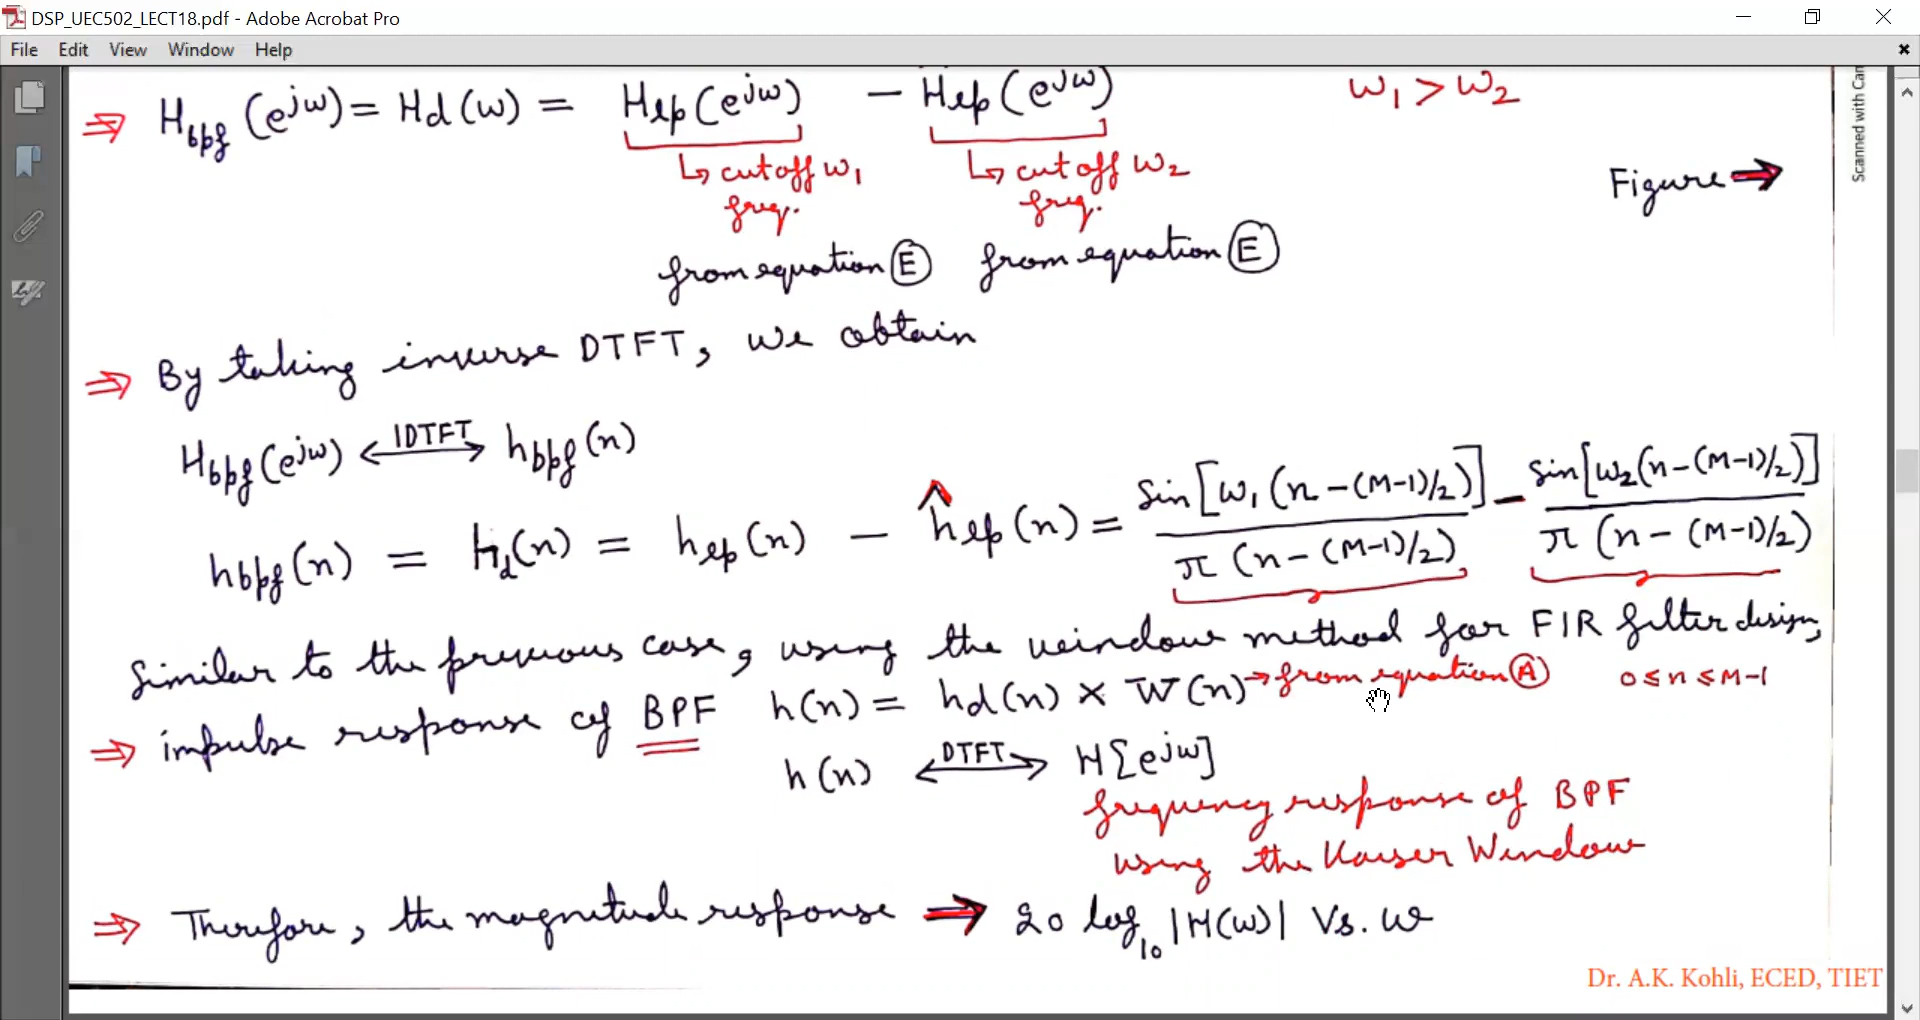 DSP_UEC502_LECT18.pdf - Adobe Acrobat Pro
File Edit View Window Help
⇒ Hbpf(e^jω) = Hd(ω) = Hlp(e^jω) − Hlp(e^jω) ω1 > ω2
↳ cutoff ω1 ↳ cutoff ω2
freq. freq.
Figure ⇒
Scanned with Can
from equation Ⓔ from equation Ⓔ
⇒ By taking inverse DTFT, we obtain
Hbpf(e^jω) <--IDTFT--> hbpf(n)
hbpf(n) = hd(n) = hlp(n) − ĥlp(n) = sin[ω1(n−(M−1)/2)] / π(n−(M−1)/2) − sin[ω2(n−(M−1)/2)] / π(n−(M−1)/2)
Similar to the previous case, using the window method for FIR filter design,
⇒ impulse response of BPF h(n) = hd(n) × W(n) → from equation Ⓐ 0 ≤ n ≤ M−1
h(n) <--DTFT--> H[e^jω]
frequency response of BPF
using the Kaiser Window
⇒ Therefore, the magnitude response ⇒ 20 log10 |H(ω)| Vs. ω
Dr. A.K. Kohli, ECED, TIET